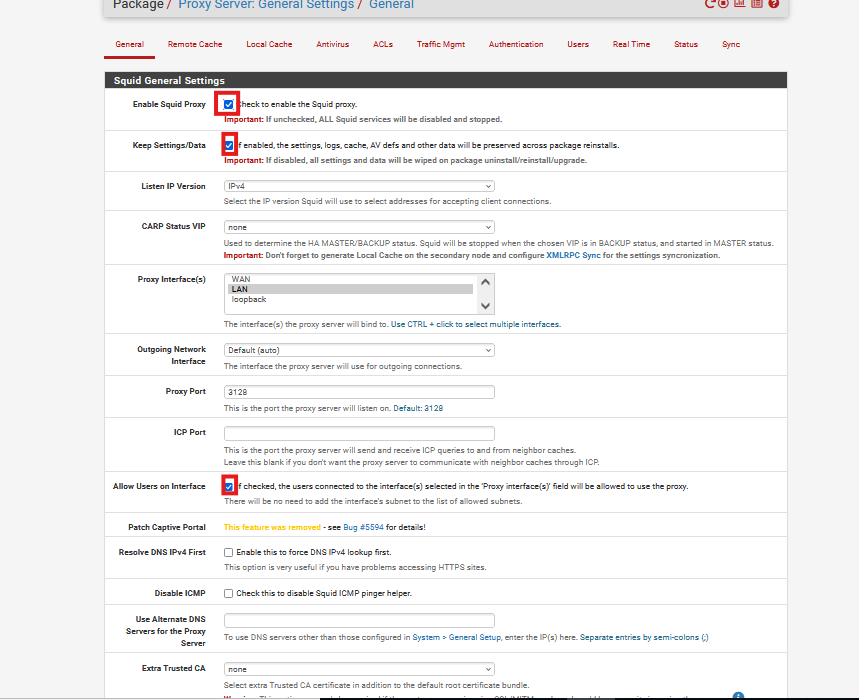 Package / Proxy Server: General Settings / General
General Remote Cache Local Cache Antivirus ACLs Traffic Mgmt Authentication Users Real Time Status Sync
Squid General Settings
Enable Squid Proxy
Check to enable the Squid proxy.
Important: If unchecked, ALL Squid services will be disabled and stopped.
Keep Settings/Data
If enabled, the settings, logs, cache, AV defs and other data will be preserved across package reinstalls.
Important: If disabled, all settings and data will be wiped on package uninstall/reinstall/upgrade.
Listen IP Version
IPv4
Select the IP version Squid will use to select addresses for accepting client connections.
CARP Status VIP
none
Used to determine the HA MASTER/BACKUP status. Squid will be stopped when the chosen VIP is in BACKUP status, and started in MASTER status.
Important: Don't forget to generate Local Cache on the secondary node and configure XMLRPC Sync for the settings syncronization.
Proxy Interface(s)
WAN
LAN
loopback
The interface(s) the proxy server will bind to. Use CTRL + click to select multiple interfaces.
Outgoing Network
Interface
Default (auto)
The interface the proxy server will use for outgoing connections.
Proxy Port
3128
This is the port the proxy server will listen on. Default: 3128
ICP Port
This is the port the proxy server will send and receive ICP queries to and from neighbor caches.
Leave this blank if you don't want the proxy server to communicate with neighbor caches through ICP.
Allow Users on Interface
If checked, the users connected to the interface(s) selected in the 'Proxy interface(s)' field will be allowed to use the proxy.
There will be no need to add the interface's subnet to the list of allowed subnets.
Patch Captive Portal
This feature was removed - see Bug #5594 for details!
Resolve DNS IPv4 First
Enable this to force DNS IPv4 lookup first.
This option is very useful if you have problems accessing HTTPS sites.
Disable ICMP
Check this to disable Squid ICMP pinger helper.
Use Alternate DNS
Servers for the Proxy
Server
To use DNS servers other than those configured in System > General Setup, enter the IP(s) here. Separate entries by semi-colons (;)
Extra Trusted CA
none
Select extra Trusted CA certificate in addition to the default root certificate bundle.